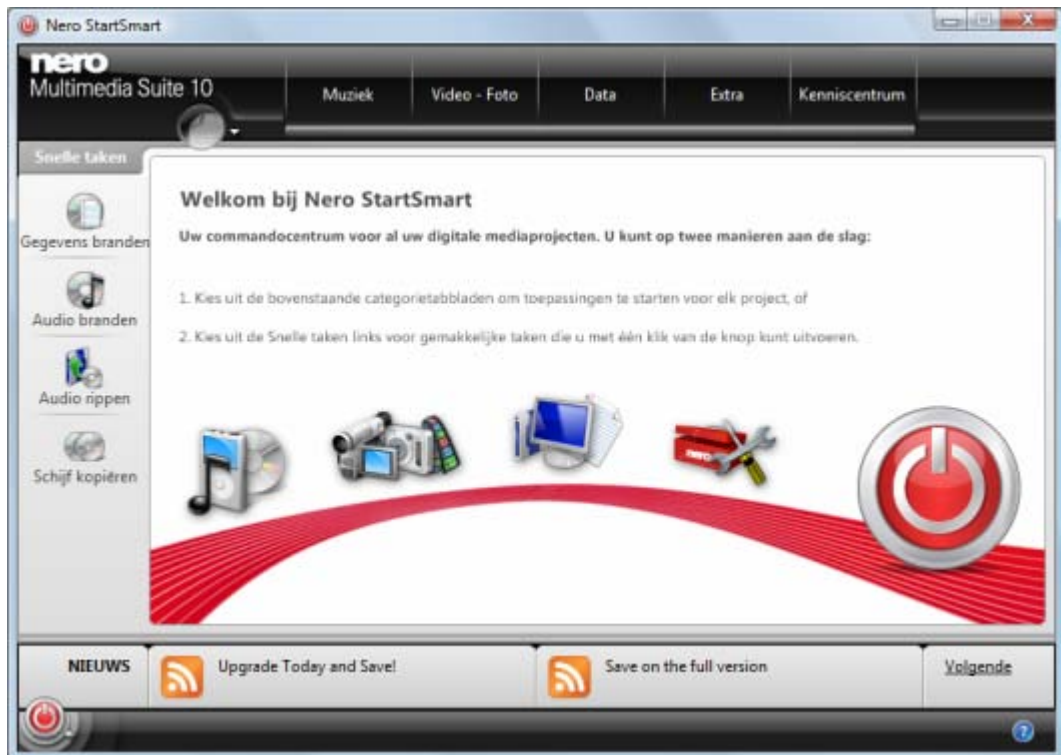 Nero StartSmart
nero
Multimedia Suite 10
Muziek
Video - Foto
Data
Extra
Kenniscentrum
Snelle taken
Gegevens branden
Audio branden
Audio rippen
Schijf kopiëren
Welkom bij Nero StartSmart
Uw commandocentrum voor al uw digitale mediaprojecten. U kunt op twee manieren aan de slag:
1. Kies uit de bovenstaande categorietabbladen om toepassingen te starten voor elk project, of
2. Kies uit de Snelle taken links voor gemakkelijke taken die u met één klik van de knop kunt uitvoeren.
nero
NIEUWS
Upgrade Today and Save!
Save on the full version
Volgende
?